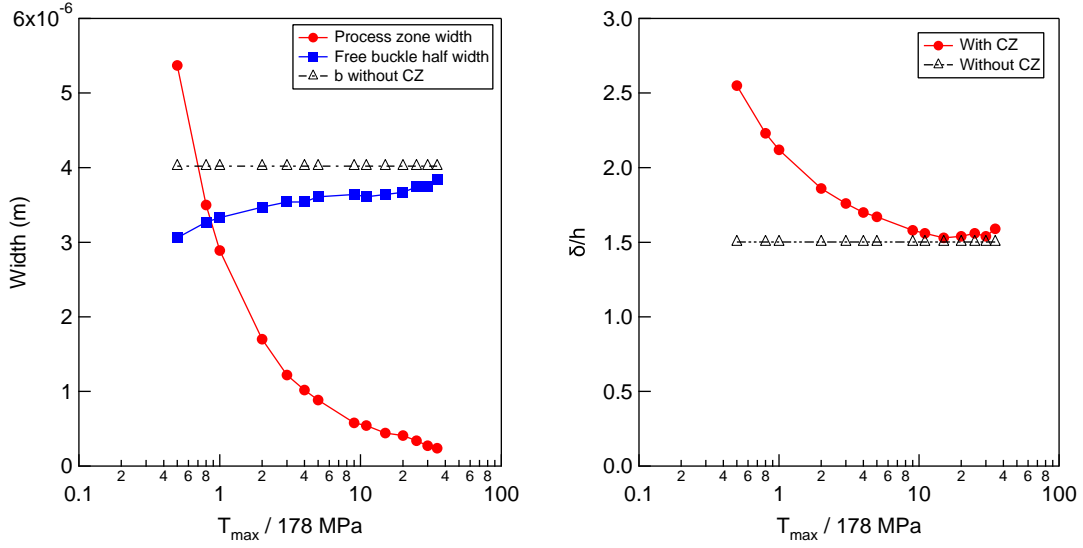 6x10⁻⁶
5
4
3
2
1
0
Width (m)
Process zone width
Free buckle half width
b without CZ
2 4 6 8 2 4 6 8 2 4 6 8
0.1 1 10 100
T_max / 178 MPa
3.0
2.5
2.0
1.5
1.0
0.5
0.0
δ/h
With CZ
Without CZ
2 4 6 8 2 4 6 8 2 4 6 8
0.1 1 10 100
T_max / 178 MPa